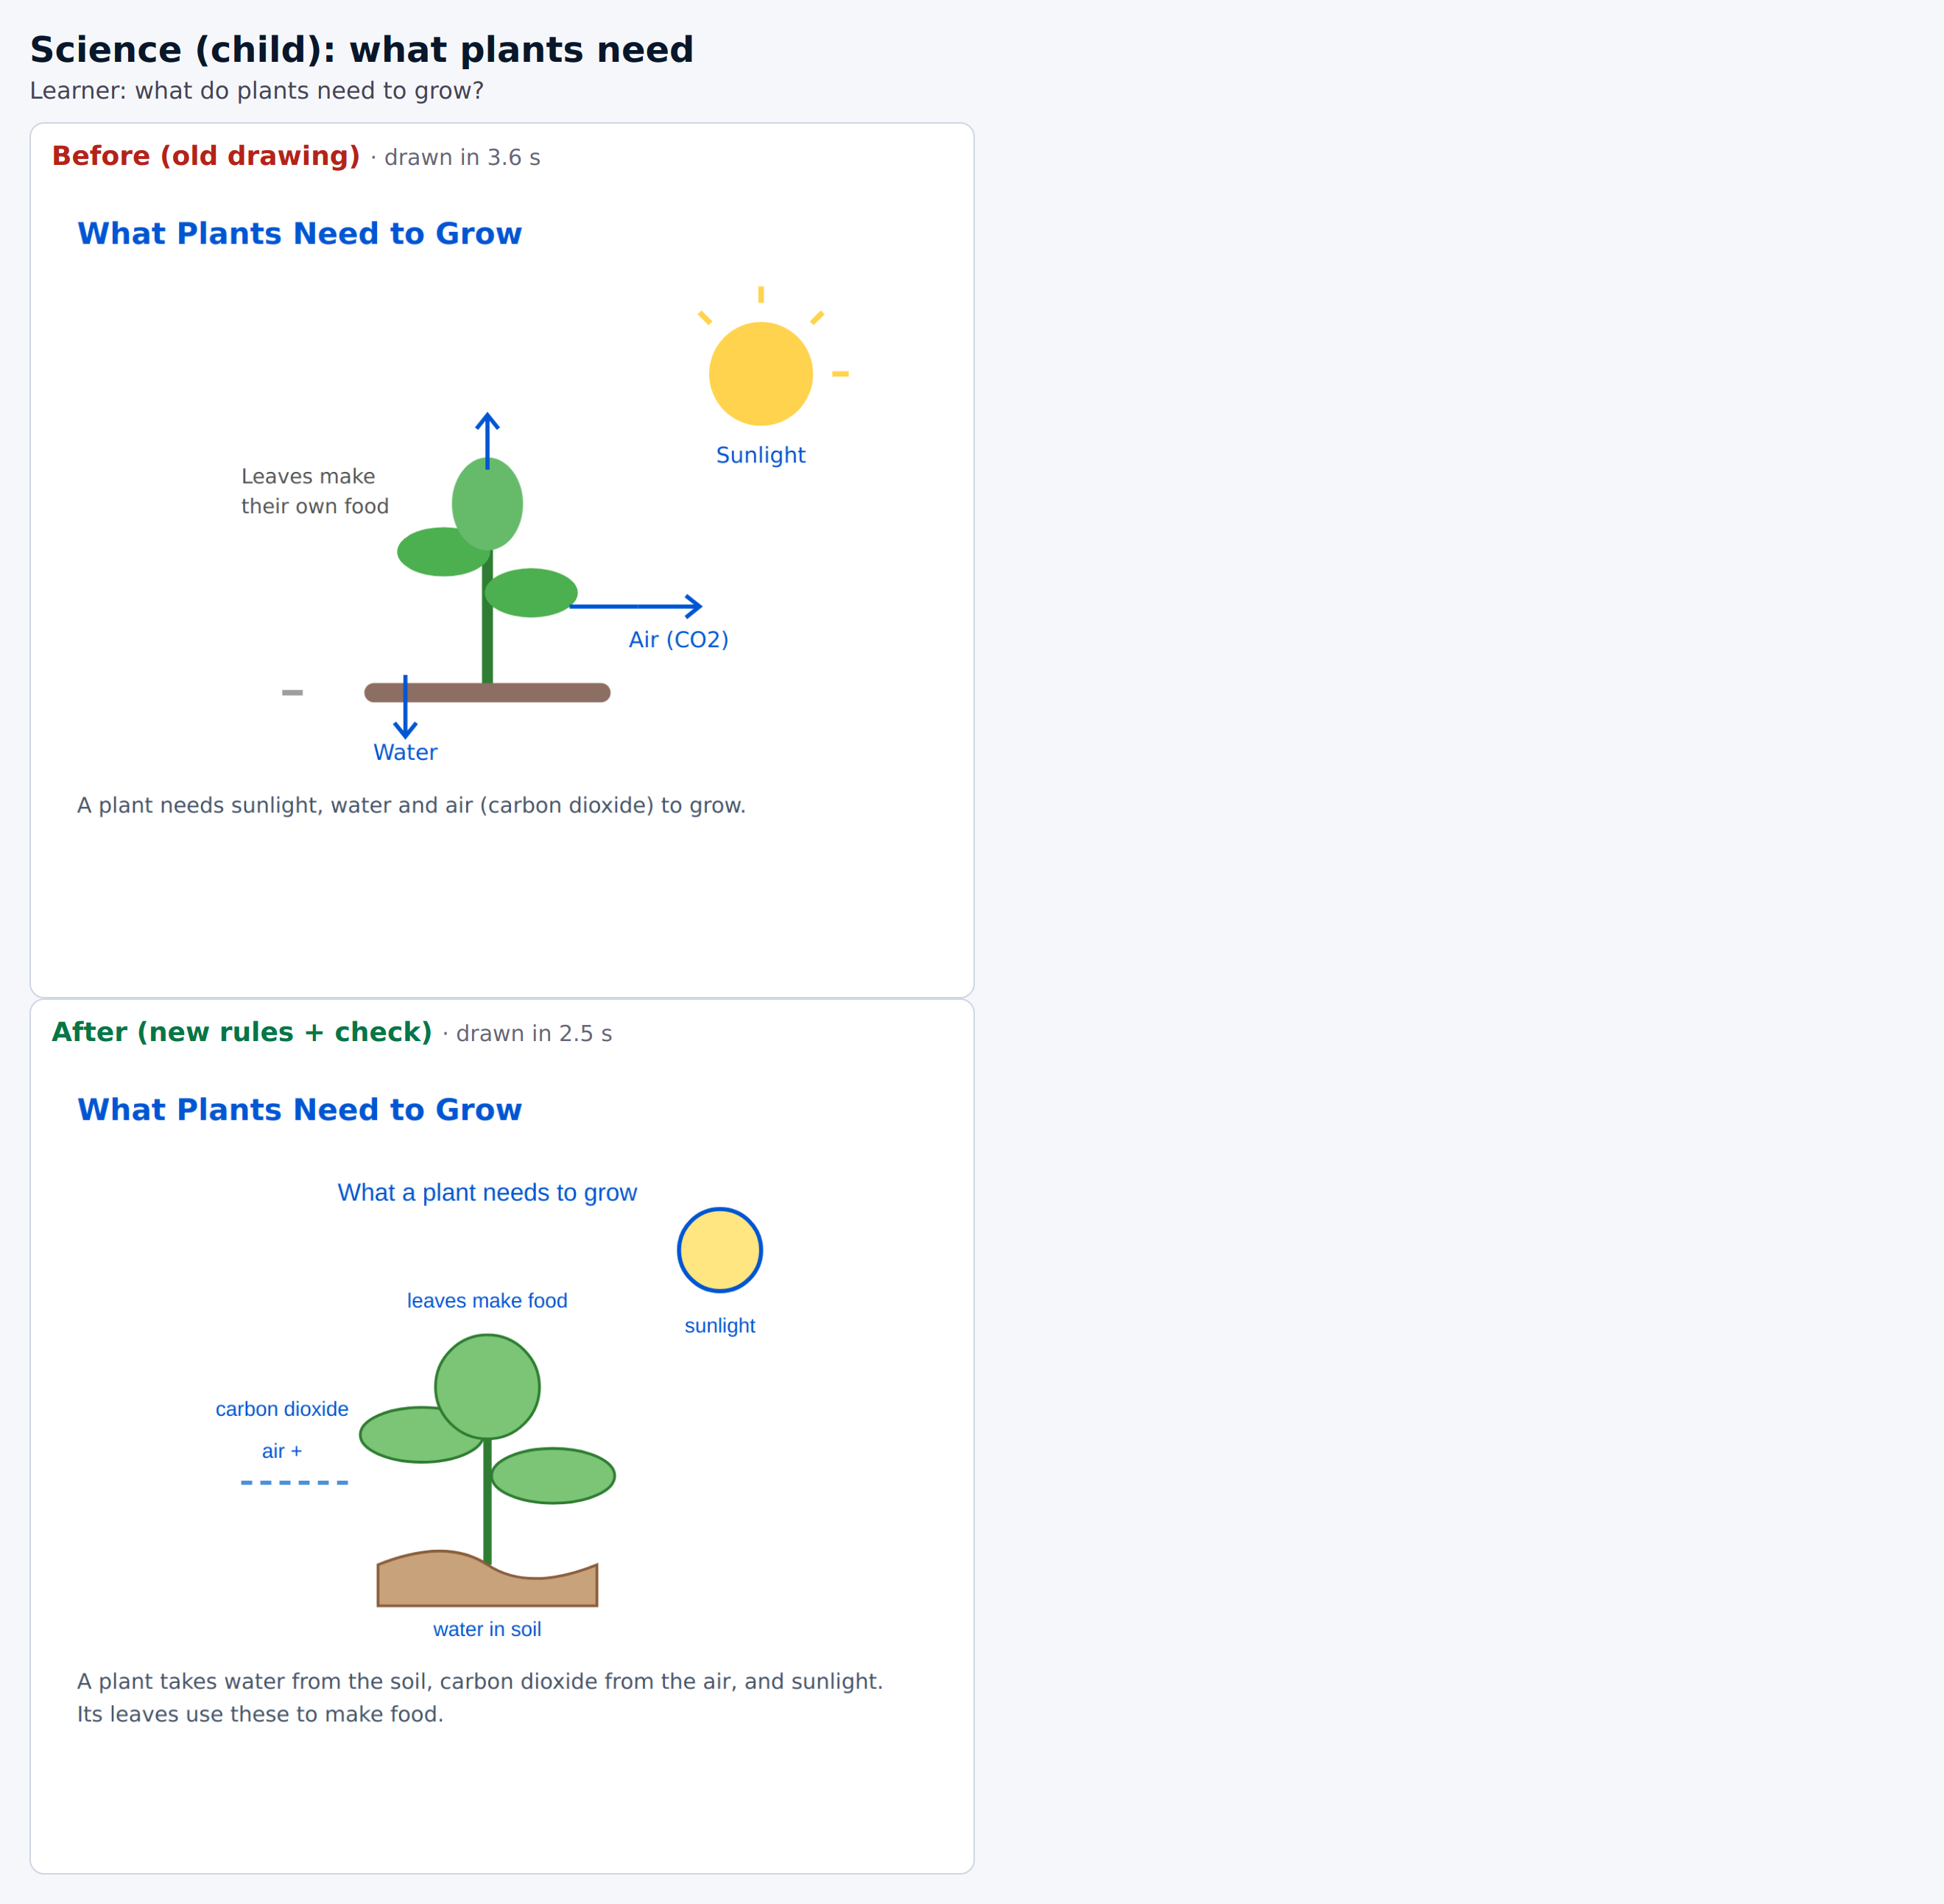 Science (child): what plants need
Learner: what do plants need to grow?
Before (old drawing) · drawn in 3.6 s
What Plants Need to Grow
Sunlight
Leaves make
their own food
Air (CO2)
Water
A plant needs sunlight, water and air (carbon dioxide) to grow.
After (new rules + check) · drawn in 2.5 s
What Plants Need to Grow
What a plant needs to grow
leaves make food
sunlight
carbon dioxide
air +
water in soil
A plant takes water from the soil, carbon dioxide from the air, and sunlight.
Its leaves use these to make food.